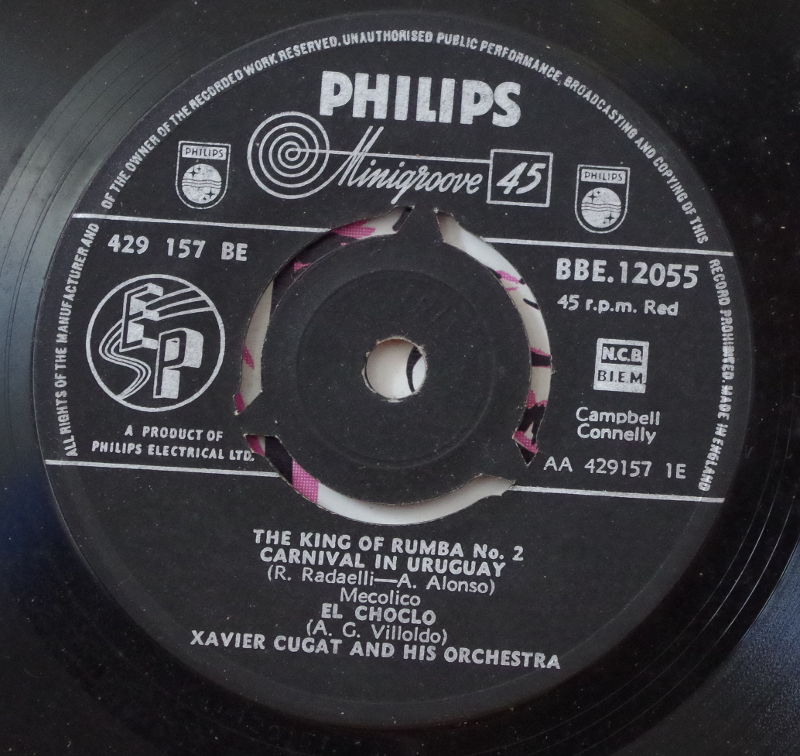 ALL RIGHTS OF THE MANUFACTURER AND OF THE OWNER OF THE RECORDED WORK RESERVED. UNAUTHORISED PUBLIC PERFORMANCE, BROADCASTING AND COPYING OF THIS RECORD PROHIBITED. MADE IN ENGLAND
PHILIPS
Minigroove 45
PHILIPS
PHILIPS
429 157 BE
BBE.12055
45 r.p.m. Red
EP
N.C.B
B.I.E.M
A PRODUCT OF
PHILIPS ELECTRICAL LTD.
Campbell
Connelly
AA 429157 1E
THE KING OF RUMBA No. 2
CARNIVAL IN URUGUAY
(R. Radaelli—A. Alonso)
Mecolico
EL CHOCLO
(A. G. Villoldo)
XAVIER CUGAT AND HIS ORCHESTRA